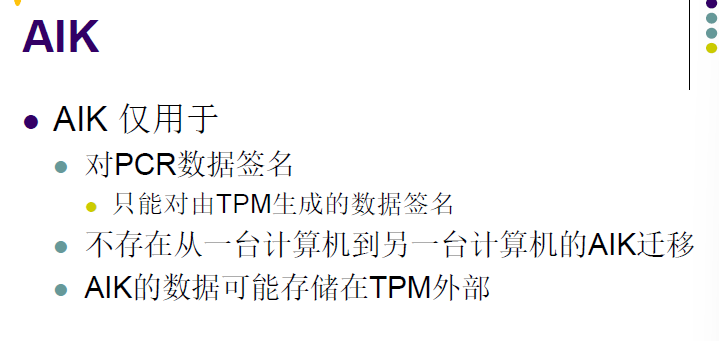 AIK
AIK 仅用于
对PCR数据签名
只能对由TPM生成的数据签名
不存在从一台计算机到另一台计算机的AIK迁移
AIK的数据可能存储在TPM外部